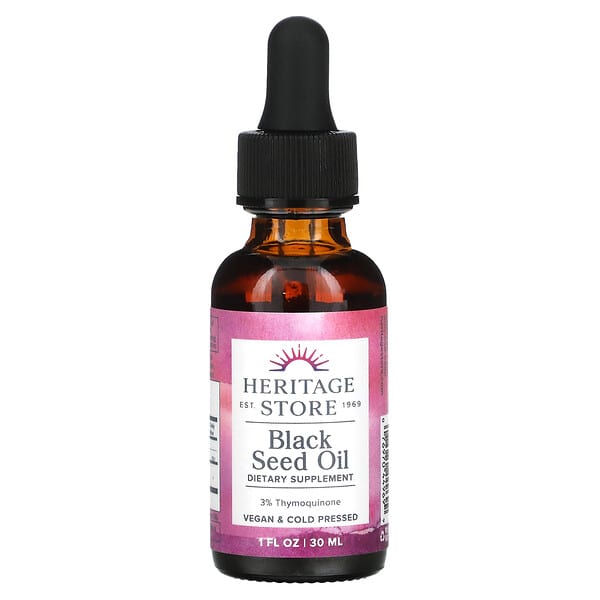 HERITAGE
EST. STORE 1969
Black
Seed Oil
DIETARY SUPPLEMENT
3% Thymoquinone
VEGAN & COLD PRESSED
1 FL OZ | 30 ML